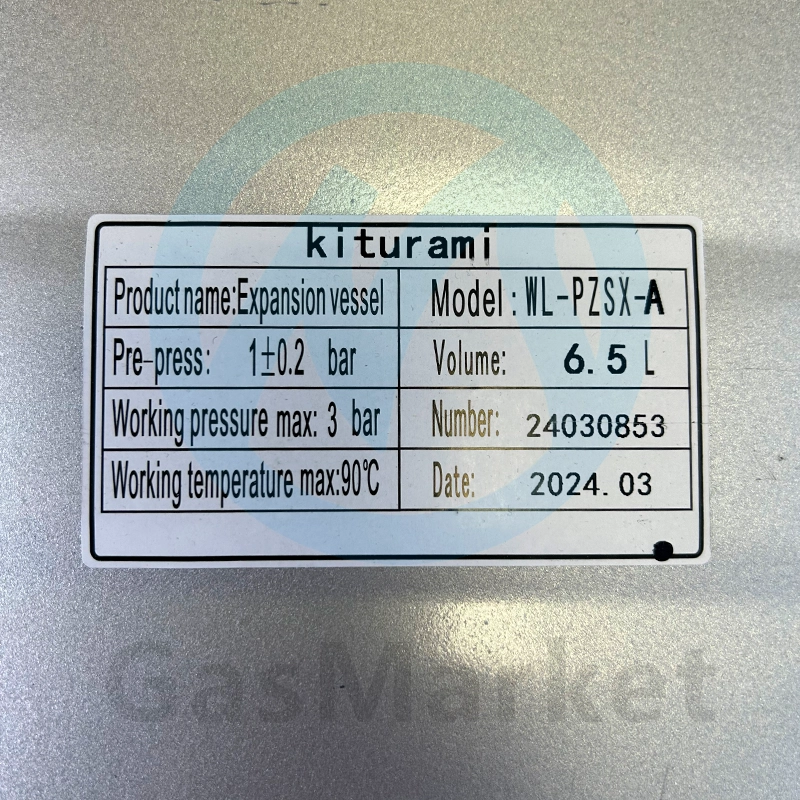 kiturami
Product name:Expansion vessel
Model: WL-PZSX-A
Pre-press: 1±0.2 bar
Volume: 6.5 L
Working pressure max: 3 bar
Number: 24030853
Working temperature max:90℃
Date: 2024.03
GasMarket